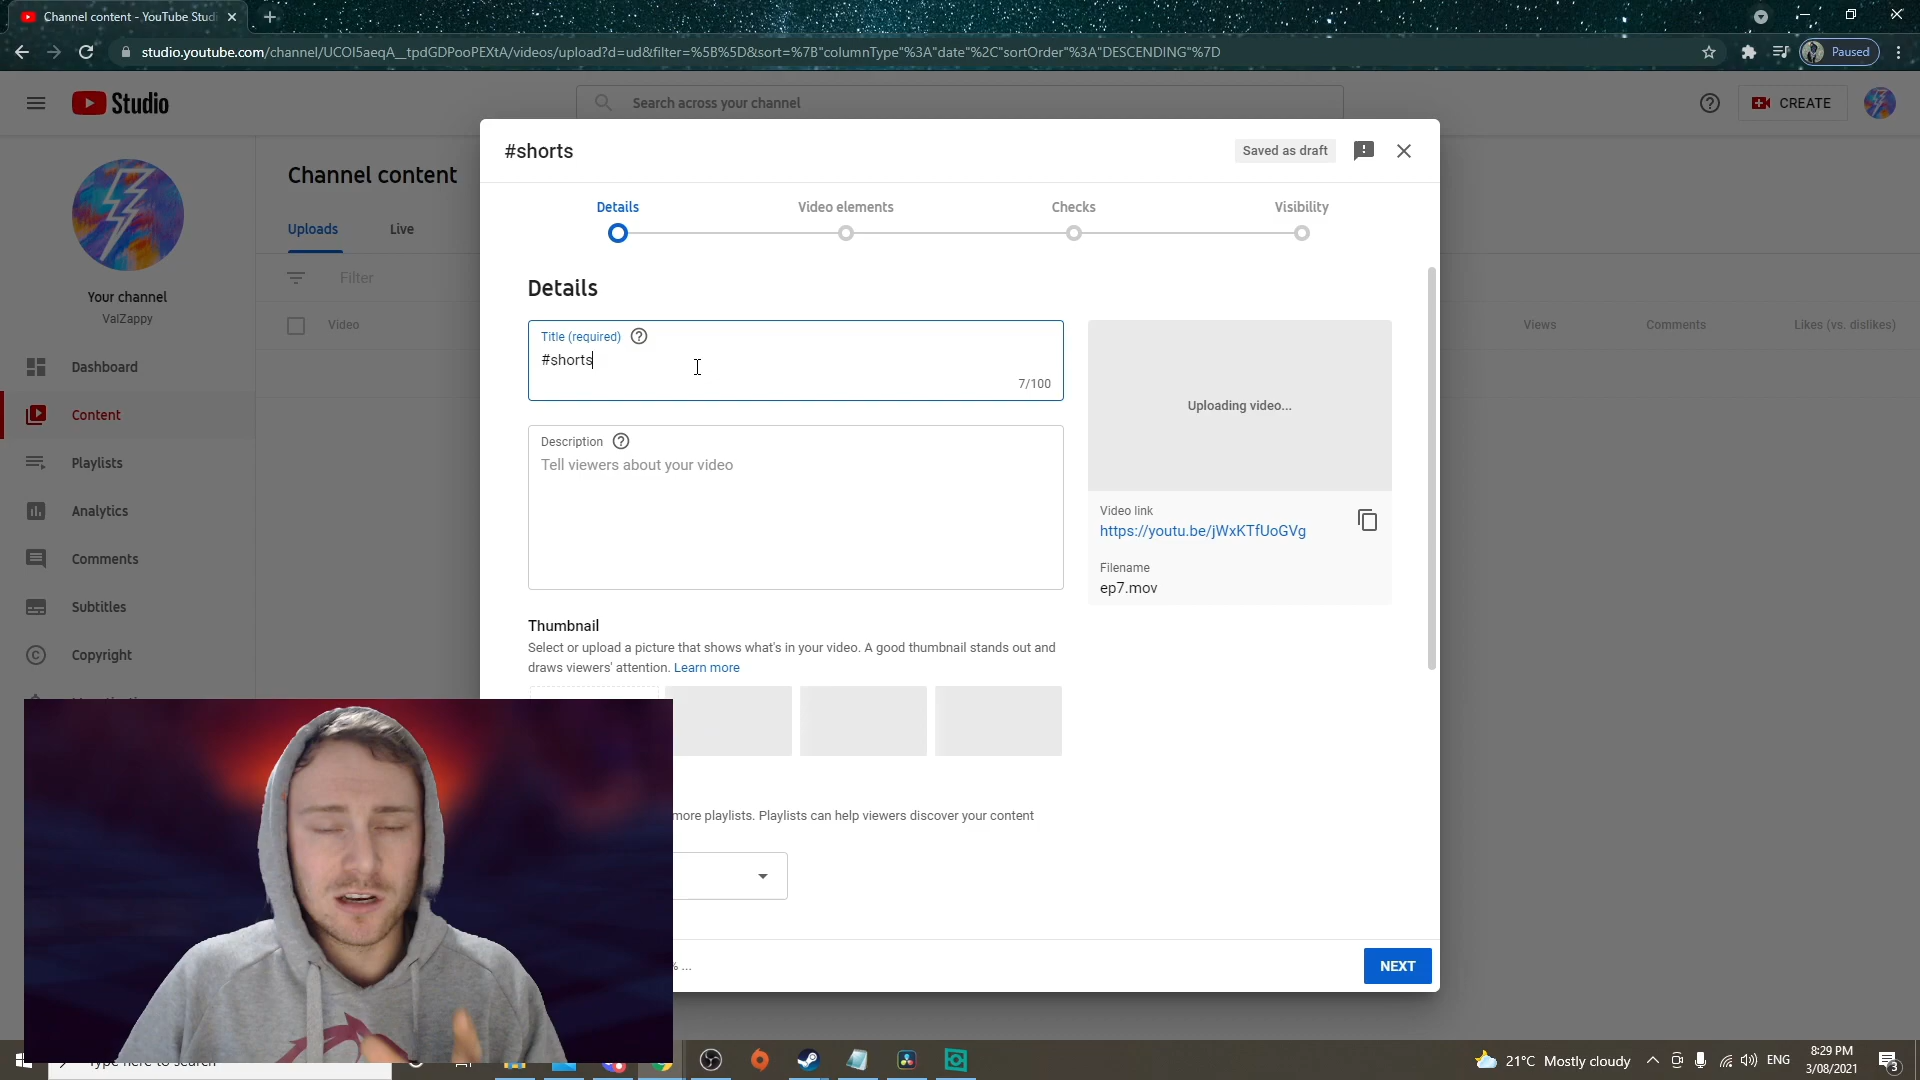 Channel content - YouTube Studi
studio.youtube.com/channel/UCOI5aeqA__tpdGDPooPEXtA/videos/upload?d=ud&filter=%5B%5D&sort=%7B"columnType"%3A"date"%2C"sortOrder"%3A"DESCENDING"%7D
Paused
Studio
Search across your channel
CREATE
#shorts
Saved as draft
Channel content
Details
Video elements
Checks
Visibility
Uploads
Live
Filter
Your channel
ValZappy
Video
Views
Comments
Likes (vs. dislikes)
Details
Title (required)
#shorts
7/100
Uploading video...
Dashboard
Content
Playlists
Analytics
Comments
Subtitles
Copyright
Description
Tell viewers about your video
Video link
https://youtu.be/jWxKTfUoGVg
Filename
ep7.mov
Thumbnail
Select or upload a picture that shows what's in your video. A good thumbnail stands out and
draws viewers' attention. Learn more
more playlists. Playlists can help viewers discover your content
% ...
NEXT
Type here to search
21°C Mostly cloudy
ENG
8:29 PM
3/08/2021
3